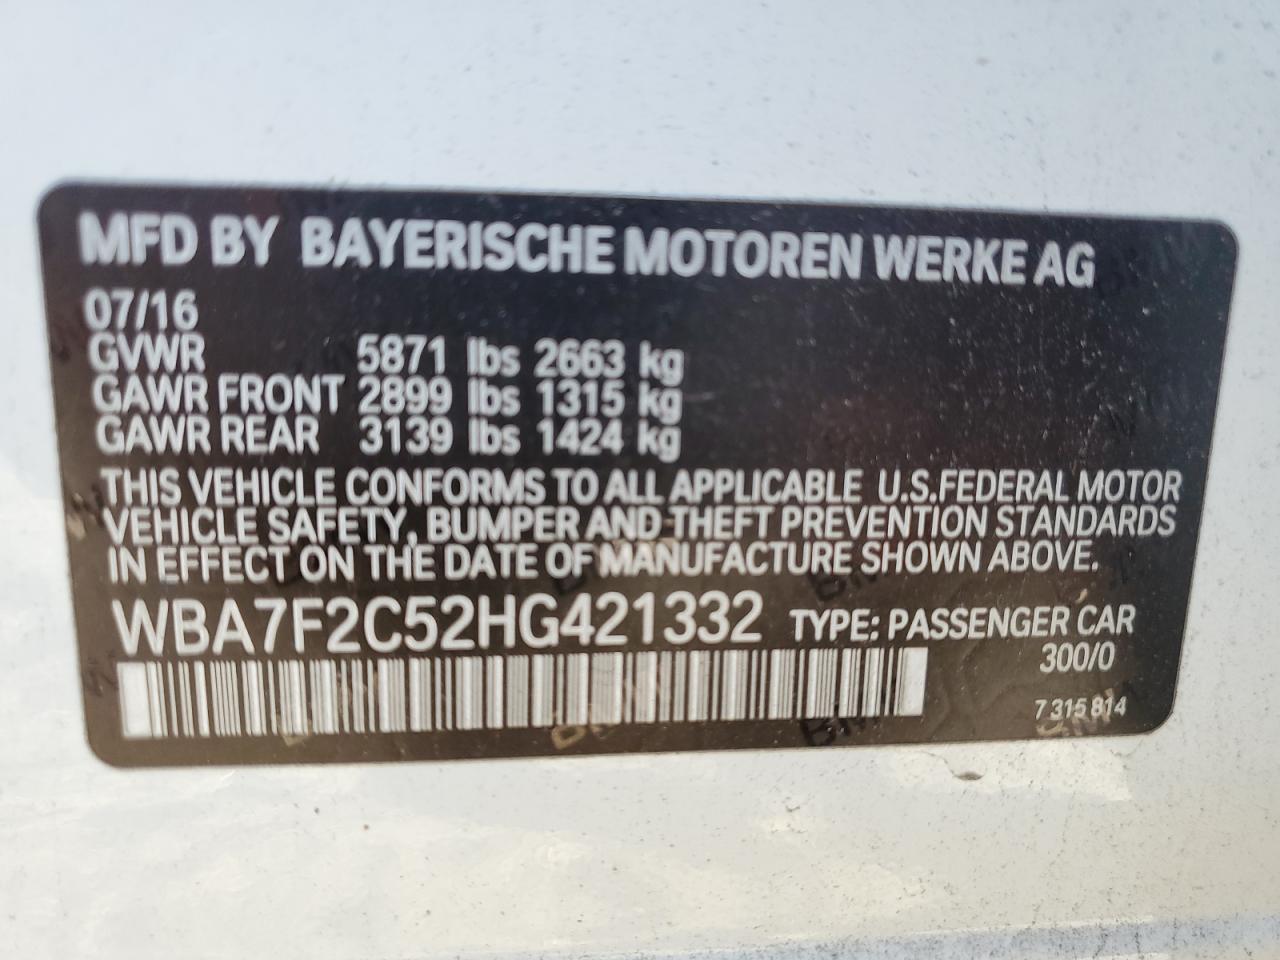 MFD BY BAYERISCHE MOTOREN WERKE AG
07/16
GVWR 5871 lbs 2663 kg
GAWR FRONT 2899 lbs 1315 kg
GAWR REAR 3139 lbs 1424 kg
THIS VEHICLE CONFORMS TO ALL APPLICABLE U.S.FEDERAL MOTOR
VEHICLE SAFETY, BUMPER AND THEFT PREVENTION STANDARDS
IN EFFECT ON THE DATE OF MANUFACTURE SHOWN ABOVE.
WBA7F2C52HG421332 TYPE: PASSENGER CAR
300/0
7 315 814